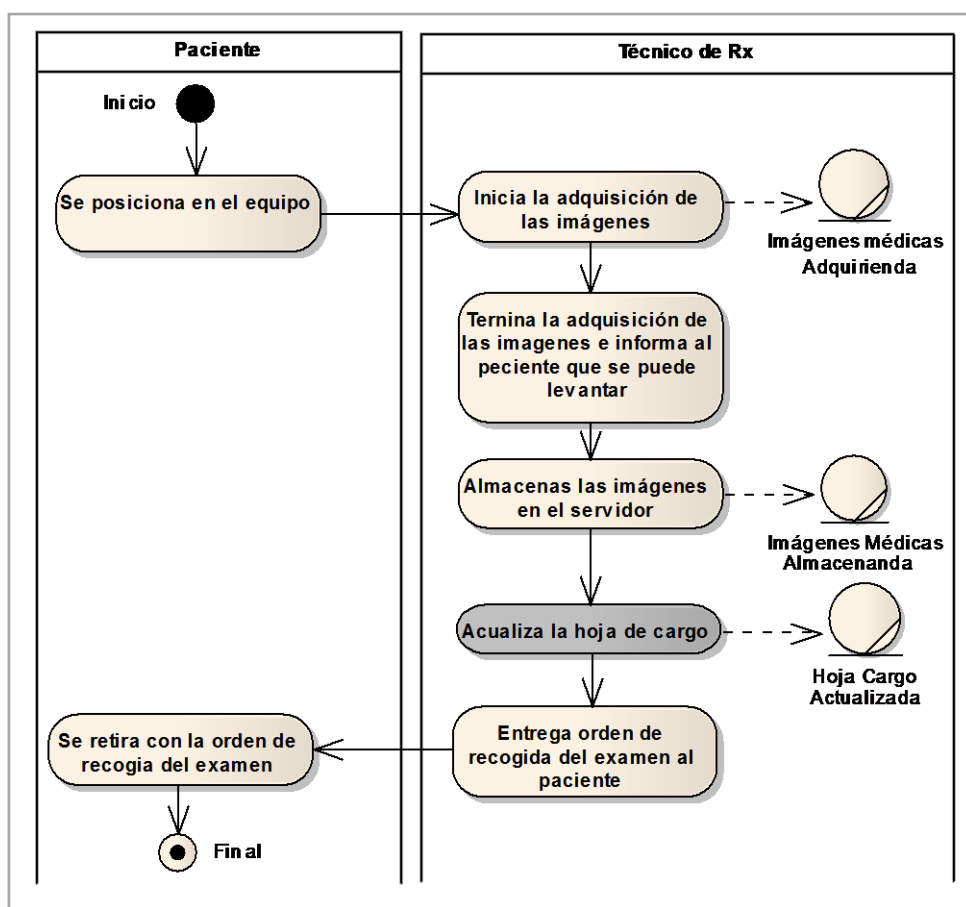 Paciente
Técnico de Rx
Inicio
Se posiciona en el equipo
Inicia la adquisición de
las imágenes
Imágenes médicas
Adquirienda
Ternina la adquisición de
las imagenes e informa al
peciente que se puede
levantar
Almacenas las imágenes
en el servidor
Imágenes Médicas
Almacenanda
Acualiza la hoja de cargo
Hoja Cargo
Actualizada
Entrega orden de
recogida del examen al
paciente
Se retira con la orden de
recogia del examen
Final